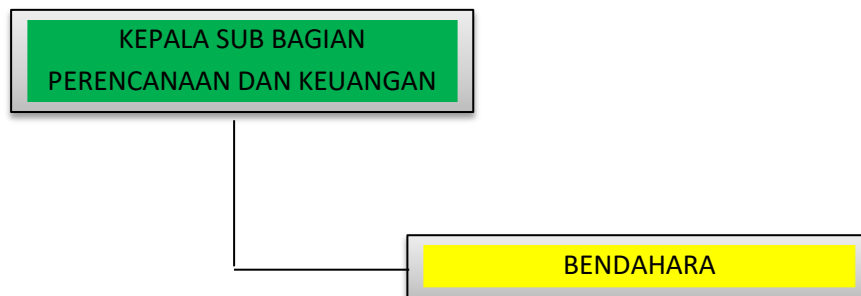 KEPALA SUB BAGIAN
PERENCANAAN DAN KEUANGAN
BENDAHARA